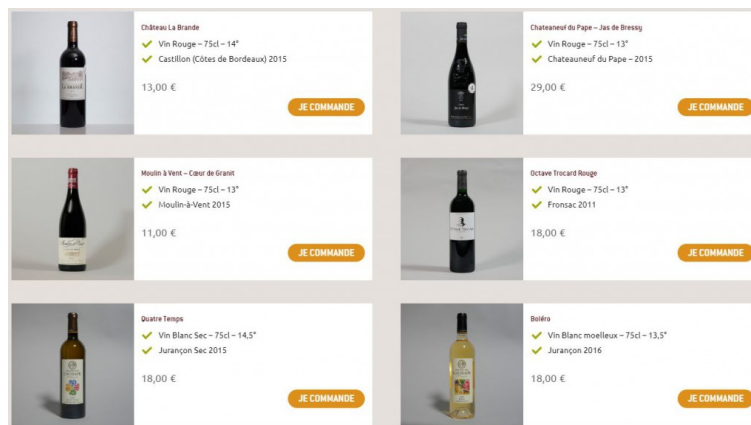 Château La Brande
Vin Rouge – 75cl – 14°
Castillon (Côtes de Bordeaux) 2015
13,00 €
JE COMMANDE
Chateaneuf du Pape – Jas de Bressy
Vin Rouge – 75cl – 13°
Chateauneuf du Pape – 2015
29,00 €
JE COMMANDE
Moulin à Vent – Cœur de Granit
Vin Rouge – 75cl – 13°
Moulin-à-Vent 2015
11,00 €
JE COMMANDE
Octave Trocard Rouge
Vin Rouge – 75cl – 13°
Fronsac 2011
18,00 €
JE COMMANDE
Quatre Temps
Vin Blanc Sec – 75cl – 14,5°
Jurançon Sec 2015
18,00 €
JE COMMANDE
Boléro
Vin Blanc moelleux – 75cl – 13,5°
Jurançon 2016
18,00 €
JE COMMANDE